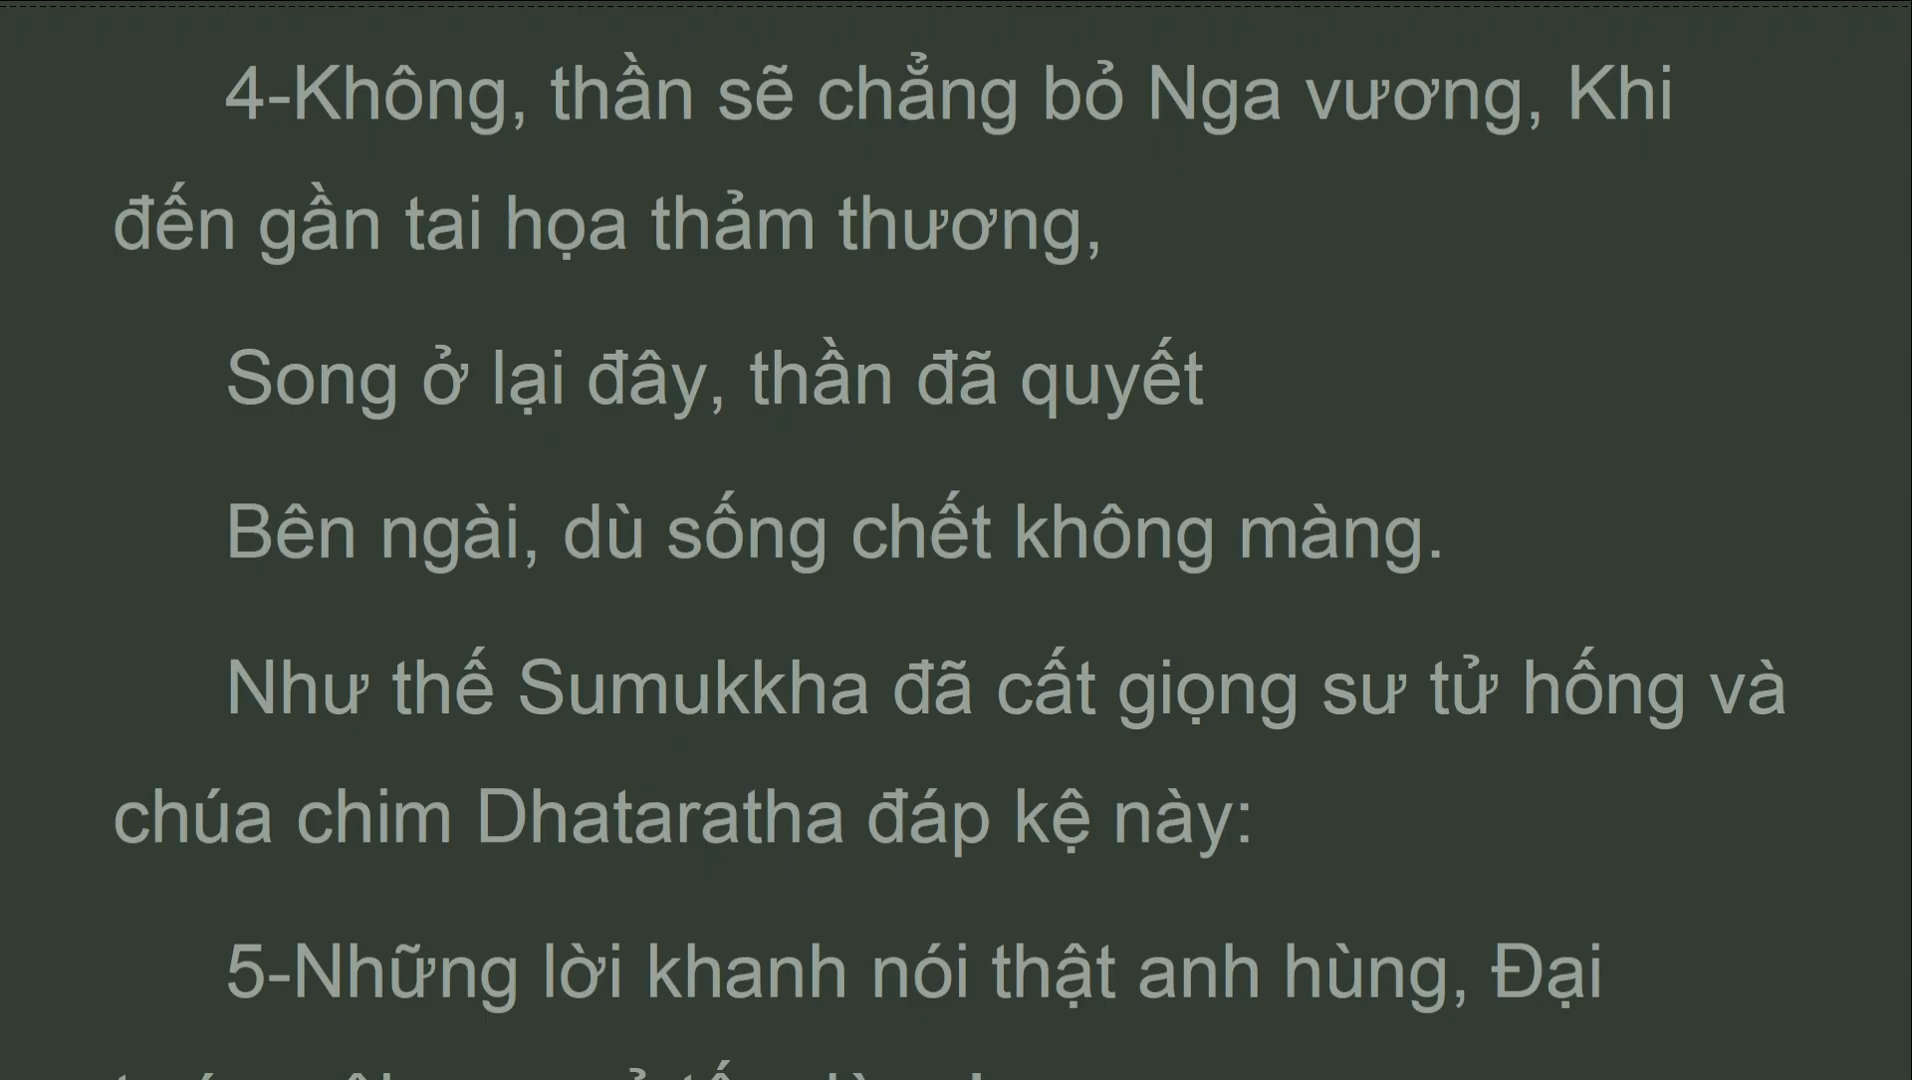 4-Không, thần sẽ chẳng bỏ Nga vương, Khi
đến gần tai họa thảm thương,
Song ở lại đây, thần đã quyết
Bên ngài, dù sống chết không màng.
Như thế Sumukkha đã cất giọng sư tử hống và
chúa chim Dhataratha đáp kệ này:
5-Những lời khanh nói thật anh hùng, Đại